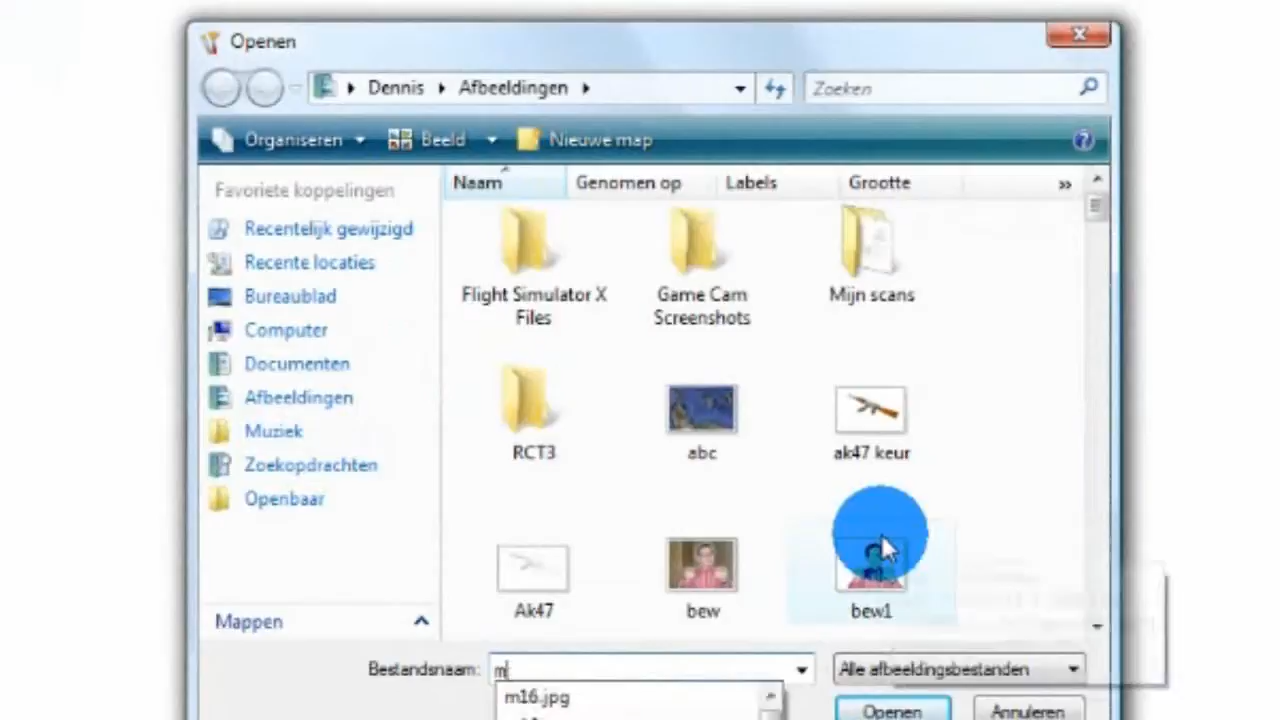 Openen
Dennis Afbeeldingen
Zoeken
Organiseren Beeld Nieuwe map
Favoriete koppelingen
Recentelijk gewijzigd
Recente locaties
Bureaublad
Computer
Documenten
Afbeeldingen
Muziek
Zoekopdrachten
Openbaar
Mappen
Naam Genomen op Labels Grootte »
Flight Simulator X
Files
Game Cam
Screenshots
Mijn scans
RCT3
abc
ak47 keur
Ak47
bew
bew1
Bestandsnaam: m
Alle afbeeldingsbestanden
m16.jpg
Openen Annuleren